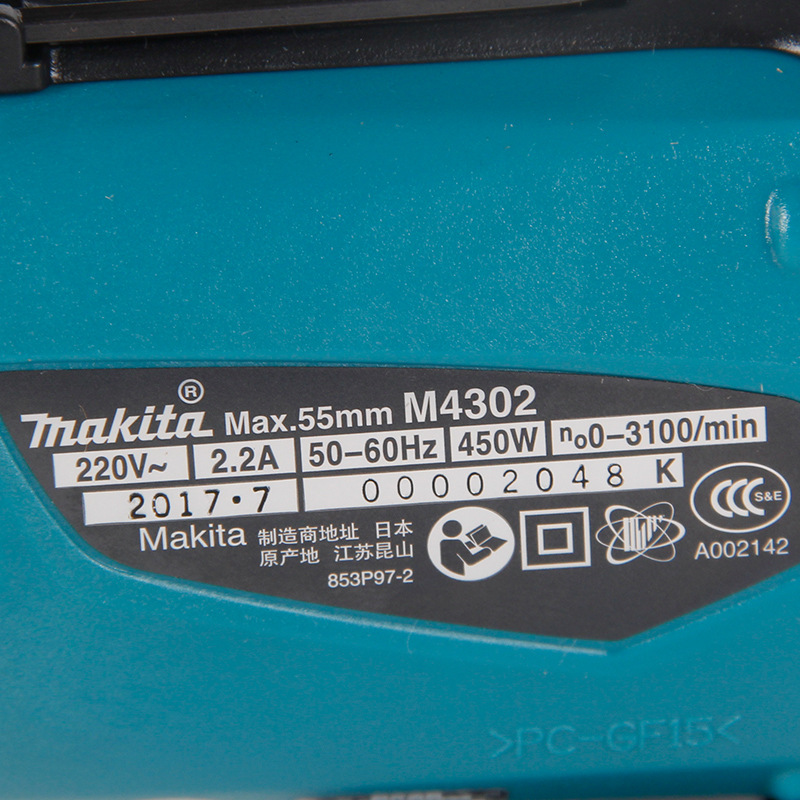 makita® Max.55mm M4302
220V~ 2.2A 50-60Hz 450W n₀0-3100/min
2017・7 00002048 K
Makita 制造商地址 日本
原产地 江苏昆山
853P97-2
CCC S&E
A002142
>PC-GF15<